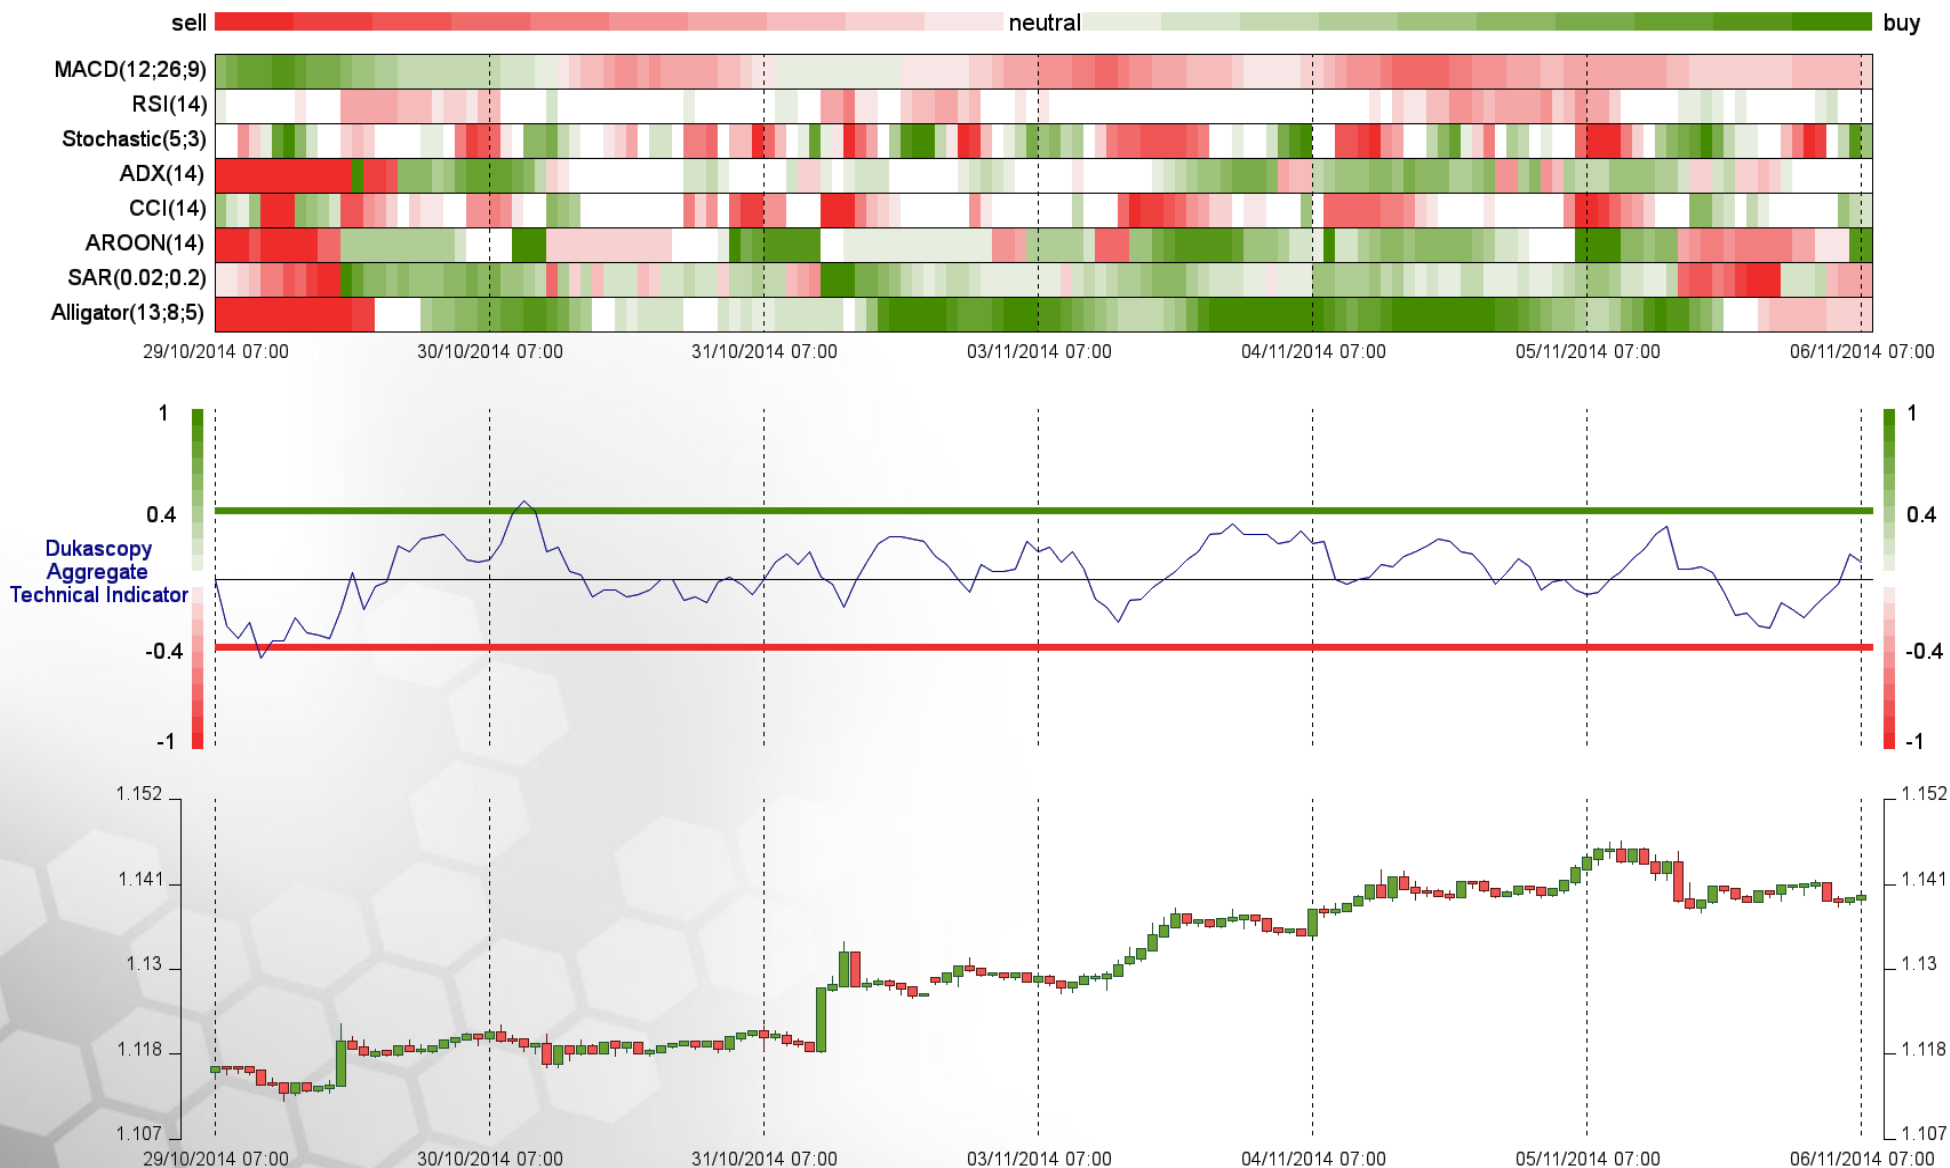 sell neutral buy
MACD(12;26;9)
RSI(14)
Stochastic(5;3)
ADX(14)
CCI(14)
AROON(14)
SAR(0.02;0.2)
Alligator(13;8;5)
29/10/2014 07:00 30/10/2014 07:00 31/10/2014 07:00 03/11/2014 07:00 04/11/2014 07:00 05/11/2014 07:00 06/11/2014 07:00
1 1
0.4 0.4
Dukascopy
Aggregate
Technical Indicator
-0.4 -0.4
-1 -1
1.152 1.152
1.141 1.141
1.13 1.13
1.118 1.118
1.107 1.107
29/10/2014 07:00 30/10/2014 07:00 31/10/2014 07:00 03/11/2014 07:00 04/11/2014 07:00 05/11/2014 07:00 06/11/2014 07:00